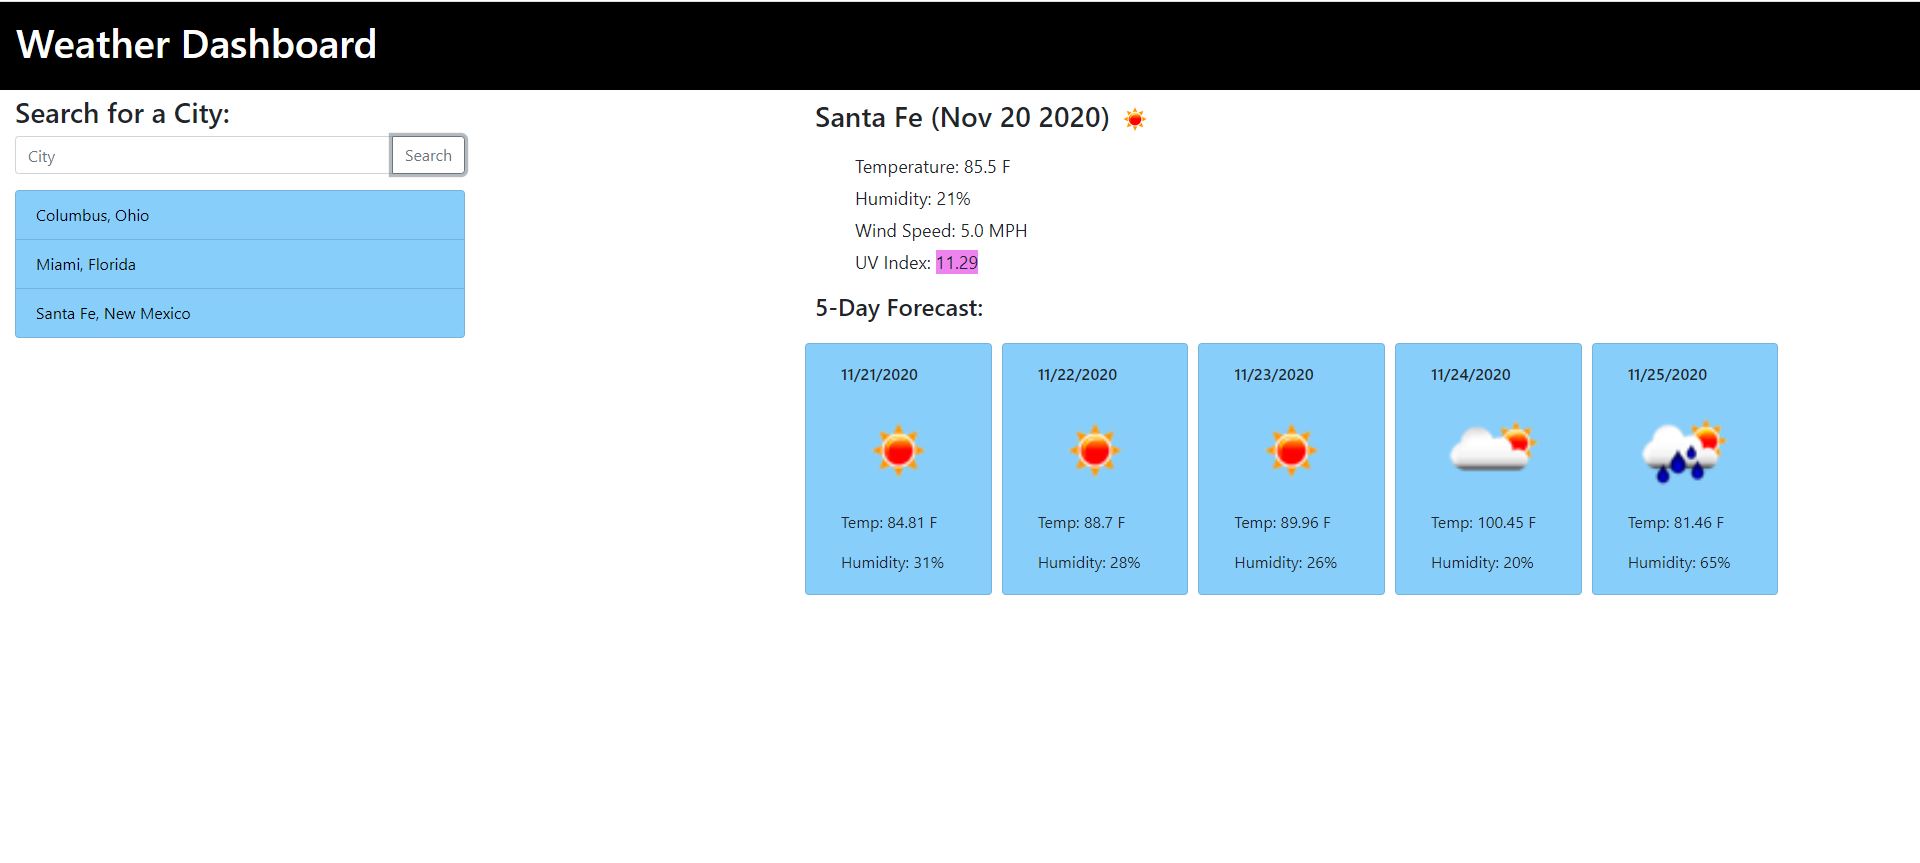 Weather Dashboard
Search for a City:
City
Search
Columbus, Ohio
Miami, Florida
Santa Fe, New Mexico
Santa Fe (Nov 20 2020)
Temperature: 85.5 F
Humidity: 21%
Wind Speed: 5.0 MPH
UV Index: 11.29
5-Day Forecast:
11/21/2020
Temp: 84.81 F
Humidity: 31%
11/22/2020
Temp: 88.7 F
Humidity: 28%
11/23/2020
Temp: 89.96 F
Humidity: 26%
11/24/2020
Temp: 100.45 F
Humidity: 20%
11/25/2020
Temp: 81.46 F
Humidity: 65%